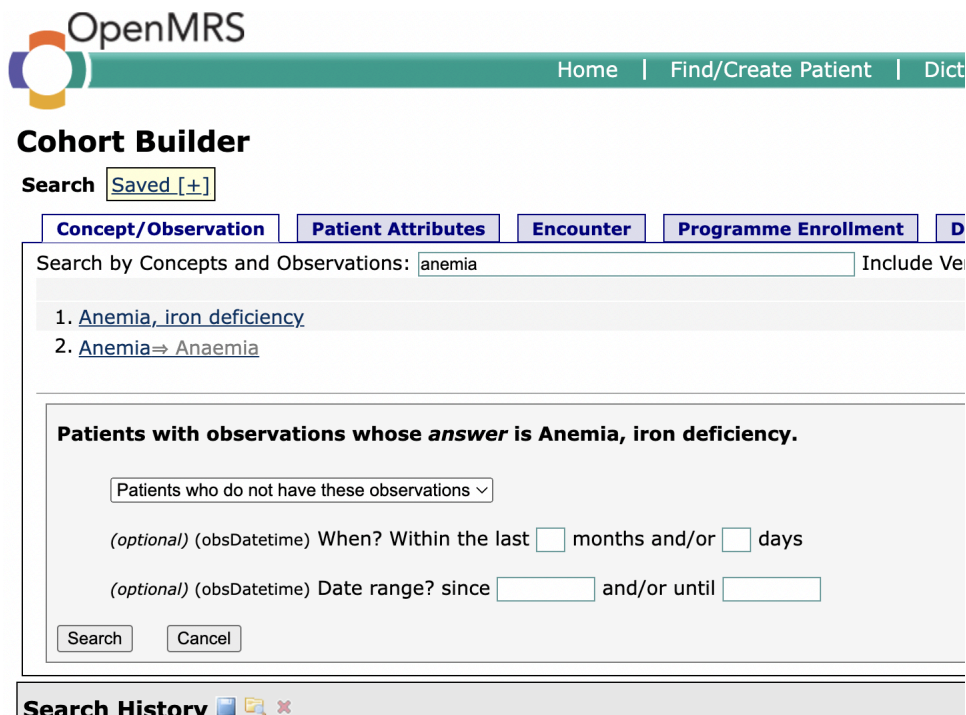 OpenMRS
Home | Find/Create Patient | Dict
Cohort Builder
Search Saved [+]
Concept/Observation Patient Attributes Encounter Programme Enrollment D
Search by Concepts and Observations: anemia Include Ve
1. Anemia, iron deficiency
2. Anemia⇒ Anaemia
Patients with observations whose answer is Anemia, iron deficiency.
Patients who do not have these observations
(optional) (obsDatetime) When? Within the last months and/or days
(optional) (obsDatetime) Date range? since and/or until
Search Cancel
Search History